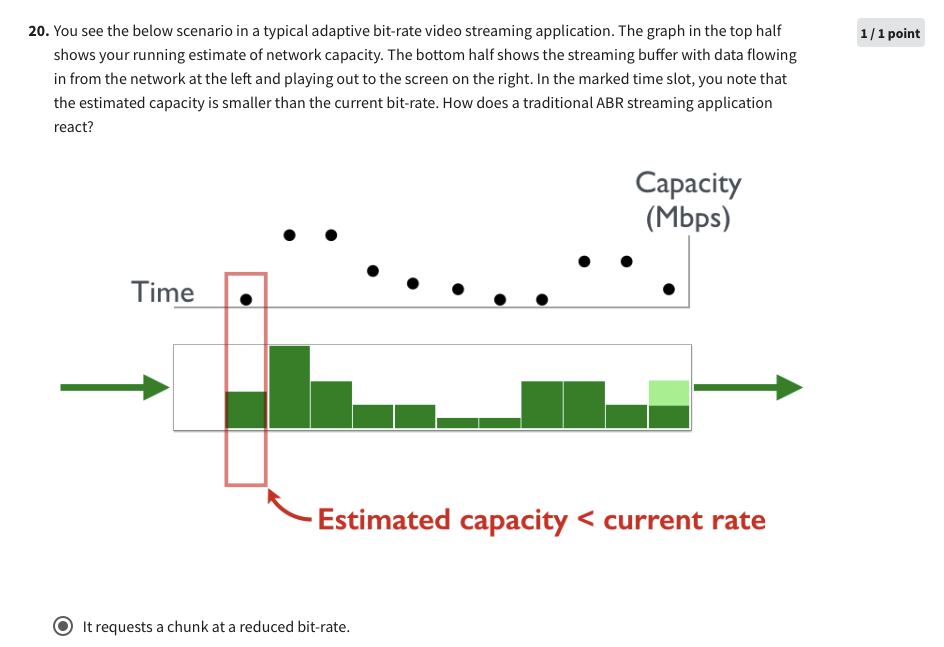 20. You see the below scenario in a typical adaptive bit-rate video streaming application. The graph in the top half
shows your running estimate of network capacity. The bottom half shows the streaming buffer with data flowing
in from the network at the left and playing out to the screen on the right. In the marked time slot, you note that
the estimated capacity is smaller than the current bit-rate. How does a traditional ABR streaming application
react?
1 / 1 point
Capacity
(Mbps)
Time
Estimated capacity < current rate
It requests a chunk at a reduced bit-rate.